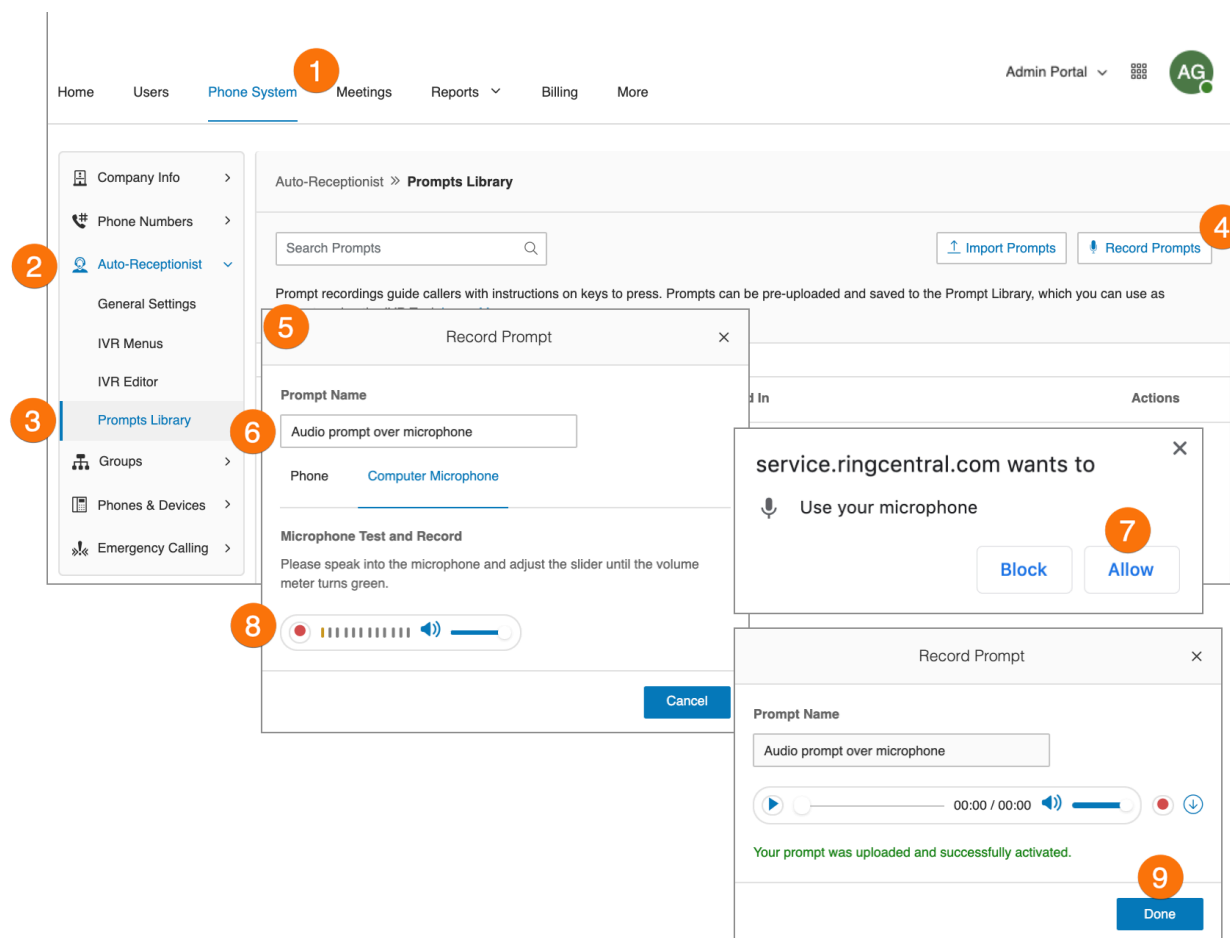 1
Admin Portal
AG
Home Users Phone System Meetings Reports Billing More
Company Info
Phone Numbers
2
Auto-Receptionist
General Settings
IVR Menus
IVR Editor
3
Prompts Library
Groups
Phones & Devices
Emergency Calling
Auto-Receptionist » Prompts Library
Search Prompts
Import Prompts
Record Prompts
4
Prompt recordings guide callers with instructions on keys to press. Prompts can be pre-uploaded and saved to the Prompt Library, which you can use as
In
Actions
5
Record Prompt
Prompt Name
6
Audio prompt over microphone
Phone Computer Microphone
Microphone Test and Record
Please speak into the microphone and adjust the slider until the volume
meter turns green.
8
Cancel
service.ringcentral.com wants to
Use your microphone
7
Block Allow
Record Prompt
Prompt Name
Audio prompt over microphone
00:00 / 00:00
Your prompt was uploaded and successfully activated.
9
Done